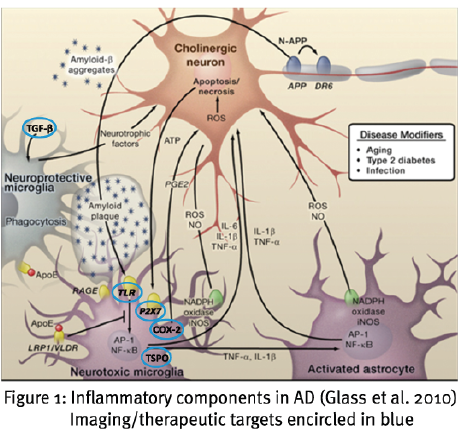 Cholinergic
neuron
N-APP
APP
DR6
Amyloid-β
aggregates
Apoptosis/
necrosis
ROS
TGF-β
Neurotrophic
factors
ATP
PGE2
Disease Modifiers
• Aging
• Type 2 diabetes
• Infection
Neuroprotective
microglia
Phagocytosis
Amyloid
plaque
ROS
NO
IL-6
IL-1β
TNF-α
IL-1β
TNF-α
ROS
NO
ApoE
RAGE
TLR
P2X7
COX-2
NADPH
oxidase
iNOS
NADPH
oxidase
iNOS
ApoE
LRP1/VLDR
AP-1
NF-κB
TSPO
TNF-α, IL-1β
AP-1
NF-κB
Neurotoxic microglia
Activated astrocyte
Figure 1: Inflammatory components in AD (Glass et al. 2010)
Imaging/therapeutic targets encircled in blue